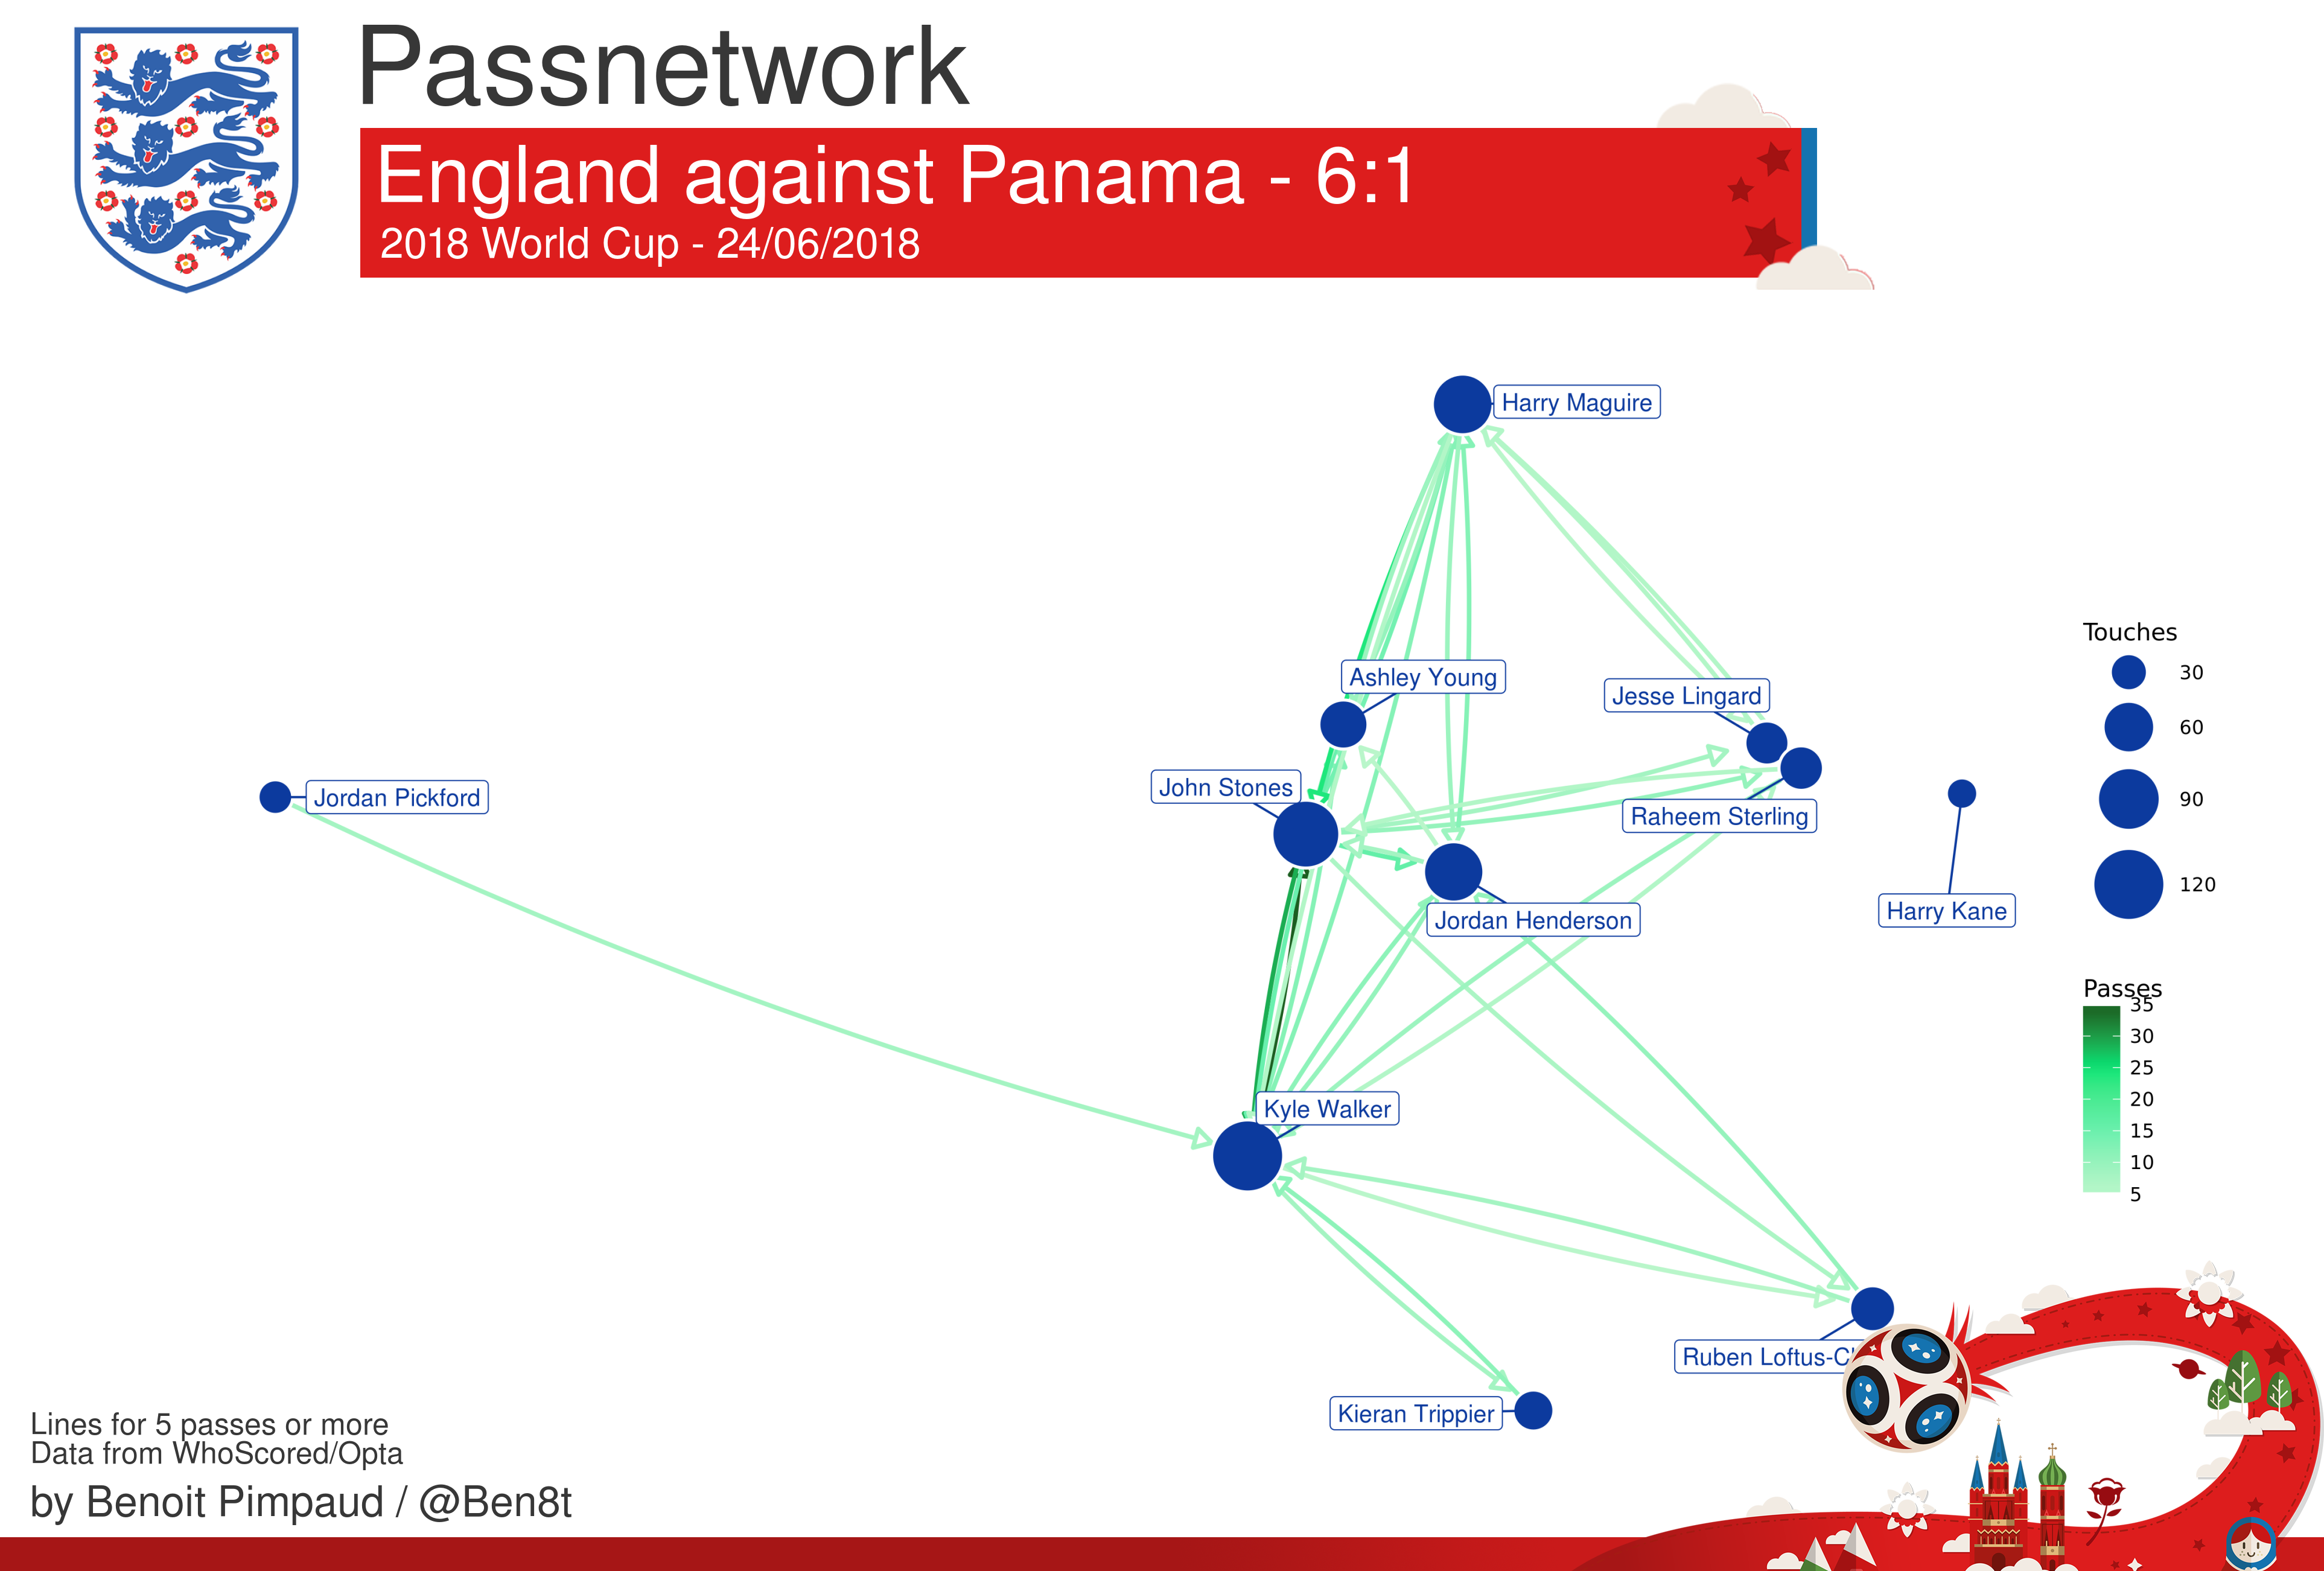 Passnetwork
England against Panama - 6:1
2018 World Cup - 24/06/2018
Harry Maguire
Ashley Young
Jesse Lingard
John Stones
Jordan Pickford
Raheem Sterling
Jordan Henderson
Harry Kane
Kyle Walker
Ruben Loftus-C
Kieran Trippier
Touches
30
60
90
120
Passes
35
30
25
20
15
10
5
Lines for 5 passes or more
Data from WhoScored/Opta
by Benoit Pimpaud / @Ben8t